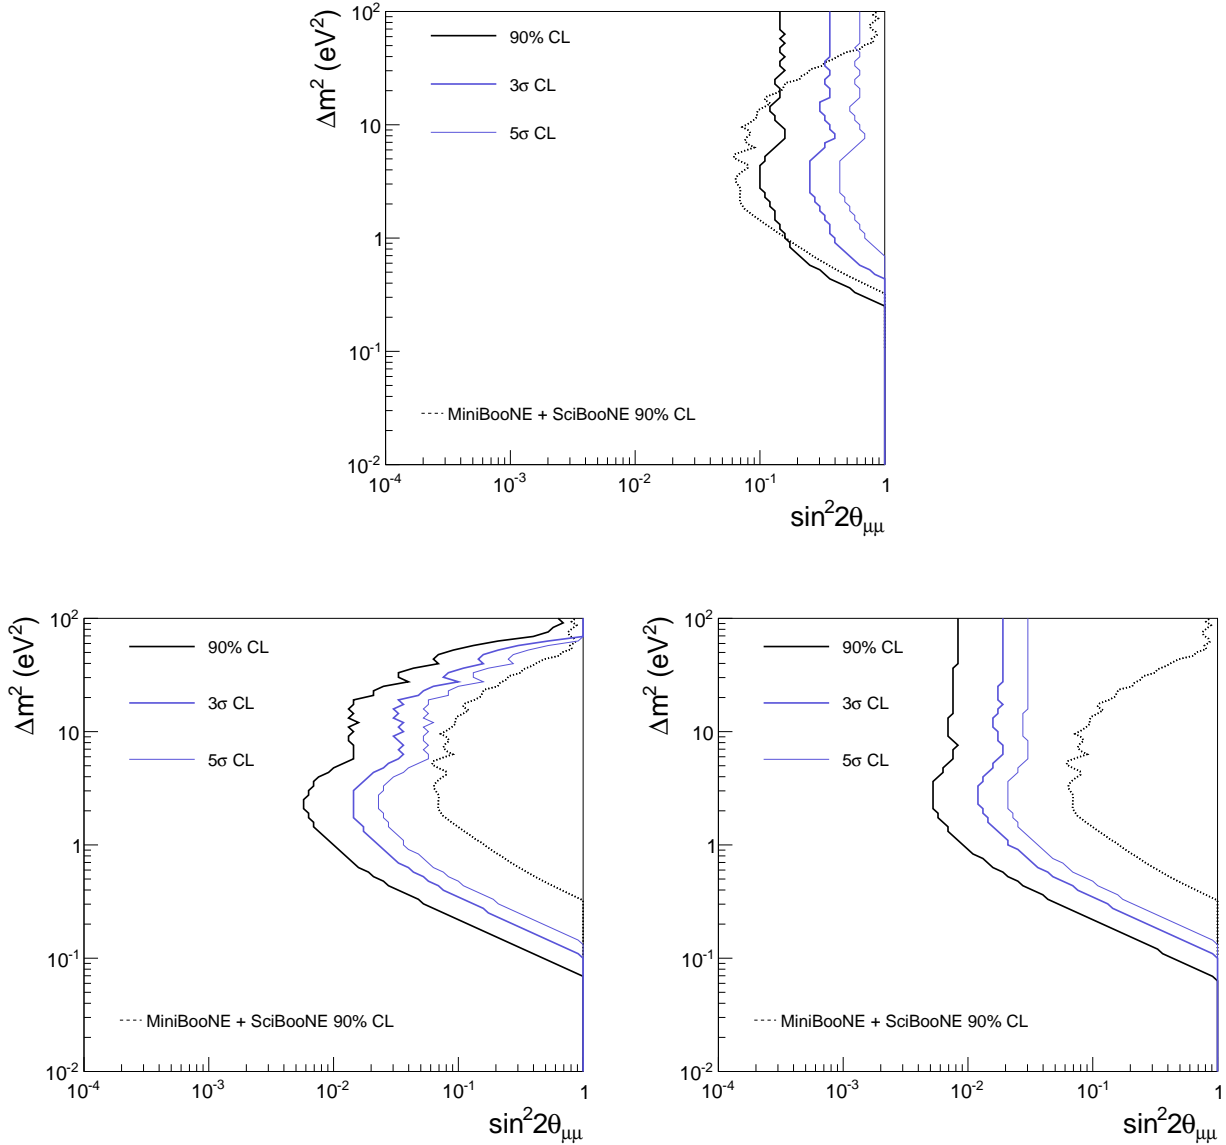 Δm² (eV²)
10²
10
1
10⁻¹
10⁻²
90% CL
3σ CL
5σ CL
MiniBooNE + SciBooNE 90% CL
10⁻⁴ 10⁻³ 10⁻² 10⁻¹ 1
sin²2θμμ
Δm² (eV²)
10²
10
1
10⁻¹
10⁻²
90% CL
3σ CL
5σ CL
MiniBooNE + SciBooNE 90% CL
10⁻⁴ 10⁻³ 10⁻² 10⁻¹ 1
sin²2θμμ
Δm² (eV²)
10²
10
1
10⁻¹
10⁻²
90% CL
3σ CL
5σ CL
MiniBooNE + SciBooNE 90% CL
10⁻⁴ 10⁻³ 10⁻² 10⁻¹ 1
sin²2θμμ